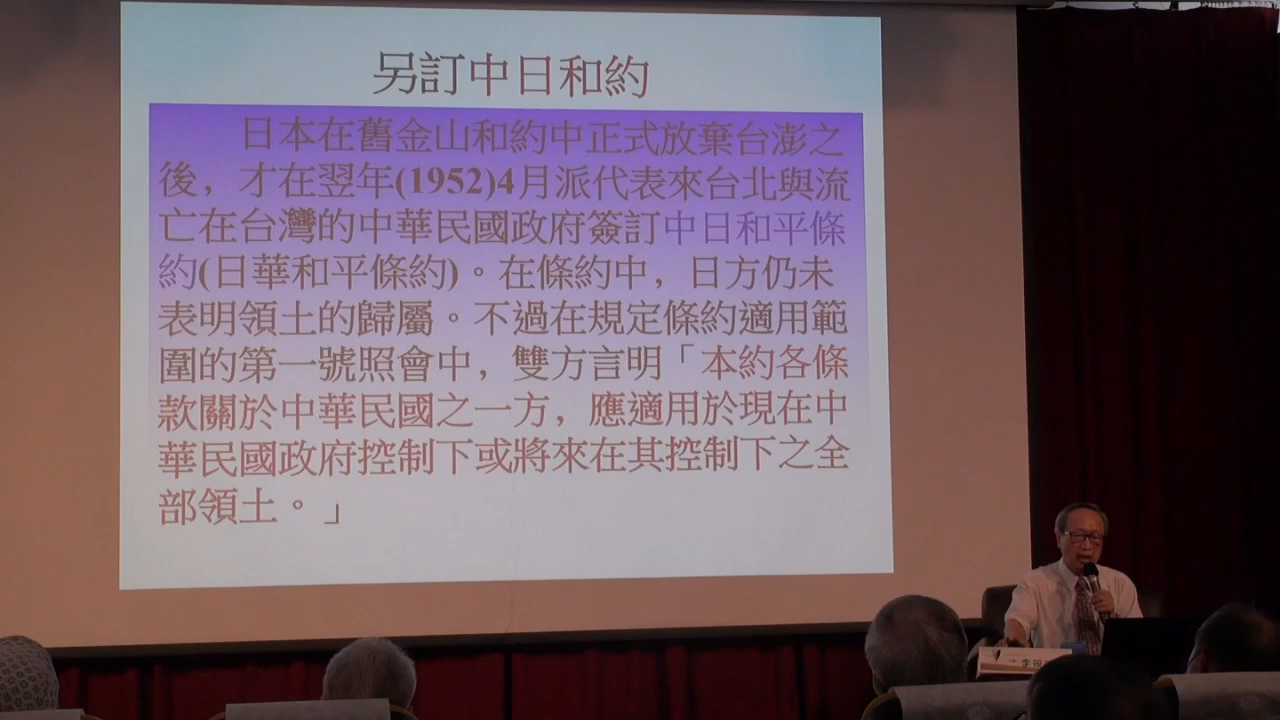 另訂中日和約
日本在舊金山和約中正式放棄台澎之
後，才在翌年(1952)4月派代表來台北與流
亡在台灣的中華民國政府簽訂中日和平條
約(日華和平條約)。在條約中，日方仍未
表明領土的歸屬。不過在規定條約適用範
圍的第一號照會中，雙方言明「本約各條
款關於中華民國之一方，應適用於現在中
華民國政府控制下或將來在其控制下之全
部領土。」